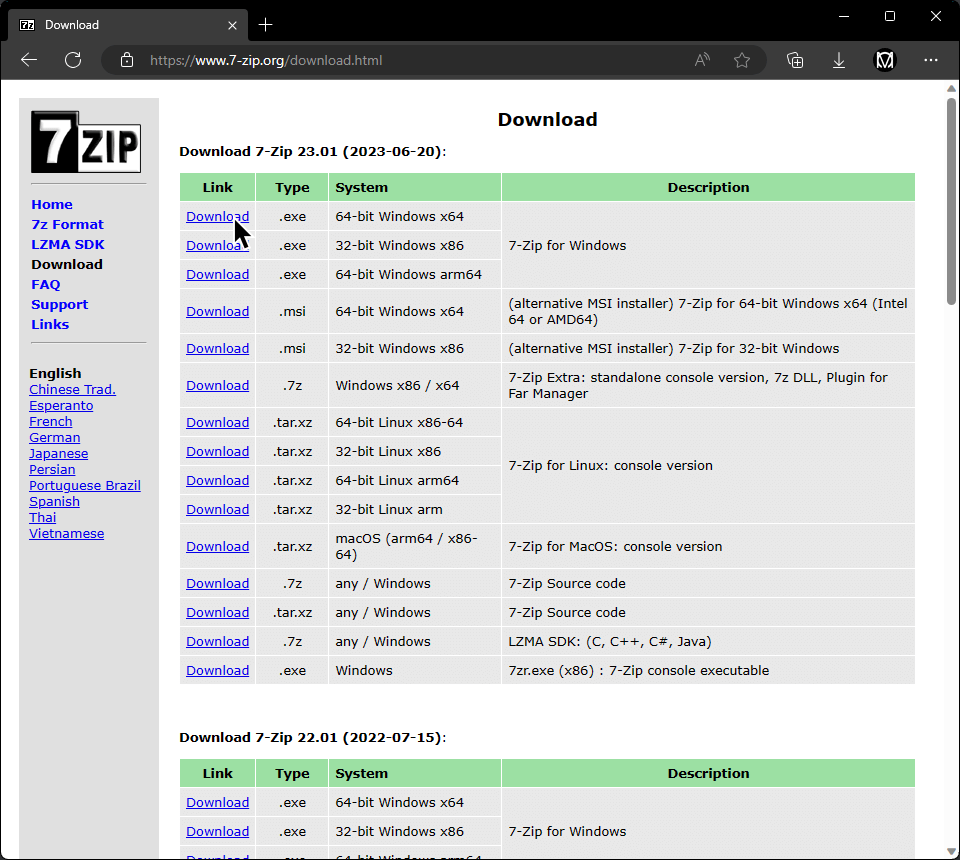 7z Download
https://www.7-zip.org/download.html
7ZIP
Home
7z Format
LZMA SDK
Download
FAQ
Support
Links
English
Chinese Trad.
Esperanto
French
German
Japanese
Persian
Portuguese Brazil
Spanish
Thai
Vietnamese
Download
Download 7-Zip 23.01 (2023-06-20):
Link Type System Description
Download .exe 64-bit Windows x64
Download .exe 32-bit Windows x86 7-Zip for Windows
Download .exe 64-bit Windows arm64
Download .msi 64-bit Windows x64 (alternative MSI installer) 7-Zip for 64-bit Windows x64 (Intel
64 or AMD64)
Download .msi 32-bit Windows x86 (alternative MSI installer) 7-Zip for 32-bit Windows
Download .7z Windows x86 / x64 7-Zip Extra: standalone console version, 7z DLL, Plugin for
Far Manager
Download .tar.xz 64-bit Linux x86-64
Download .tar.xz 32-bit Linux x86
7-Zip for Linux: console version
Download .tar.xz 64-bit Linux arm64
Download .tar.xz 32-bit Linux arm
Download .tar.xz macOS (arm64 / x86-
64) 7-Zip for MacOS: console version
Download .7z any / Windows 7-Zip Source code
Download .tar.xz any / Windows 7-Zip Source code
Download .7z any / Windows LZMA SDK: (C, C++, C#, Java)
Download .exe Windows 7zr.exe (x86) : 7-Zip console executable
Download 7-Zip 22.01 (2022-07-15):
Link Type System Description
Download .exe 64-bit Windows x64
Download .exe 32-bit Windows x86 7-Zip for Windows
Download .exe 64-bit Windows arm64